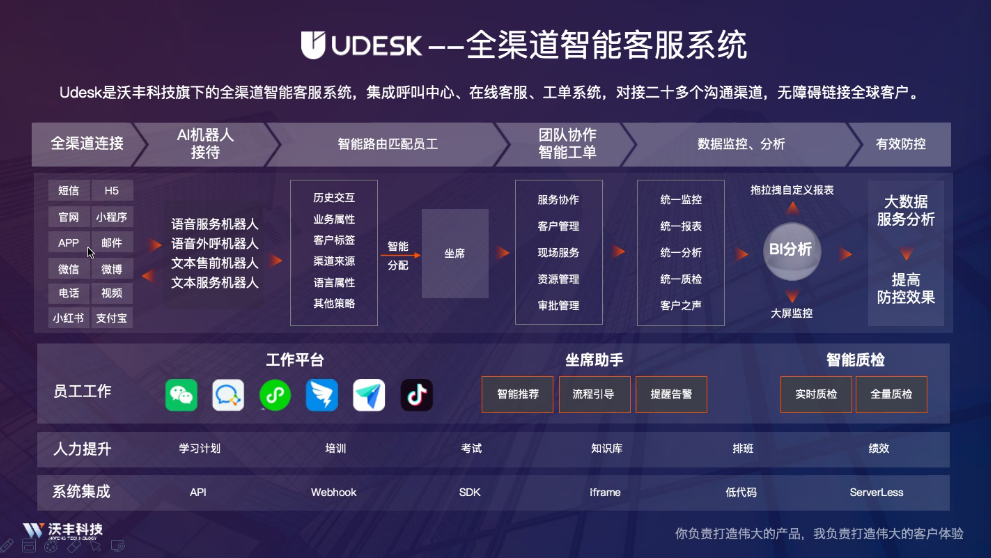 UDESK --全渠道智能客服系统
Udesk是沃丰科技旗下的全渠道智能客服系统，集成呼叫中心、在线客服、工单系统，对接二十多个沟通渠道，无障碍链接全球客户。
全渠道连接
AI机器人
接待
智能路由匹配员工
团队协作
智能工单
数据监控、分析
有效防控
短信 H5
官网 小程序
APP 邮件
微信 微博
电话 视频
小红书 支付宝
语音服务机器人
语音外呼机器人
文本售前机器人
文本服务机器人
历史交互
业务属性
客户标签
渠道来源
语言属性
其他策略
智能
分配
坐席
服务协作
客户管理
现场服务
资源管理
审批管理
统一监控
统一报表
统一分析
统一质检
客户之声
拖拉拽自定义报表
BI分析
大屏监控
大数据
服务分析
提高
防控效果
员工工作
工作平台
坐席助手
智能推荐 流程引导 提醒告警
智能质检
实时质检 全量质检
人力提升 学习计划 培训 考试 知识库 排班 绩效
系统集成 API Webhook SDK Iframe 低代码 ServerLess
沃丰科技
你负责打造伟大的产品，我负责打造伟大的客户体验